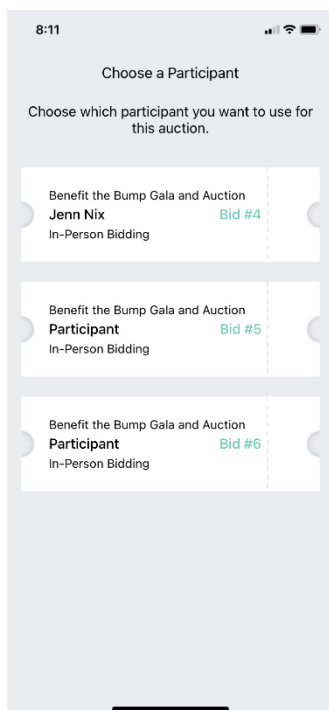 8:11
Choose a Participant
Choose which participant you want to use for
this auction.
Benefit the Bump Gala and Auction
Jenn Nix Bid #4
In-Person Bidding
Benefit the Bump Gala and Auction
Participant Bid #5
In-Person Bidding
Benefit the Bump Gala and Auction
Participant Bid #6
In-Person Bidding